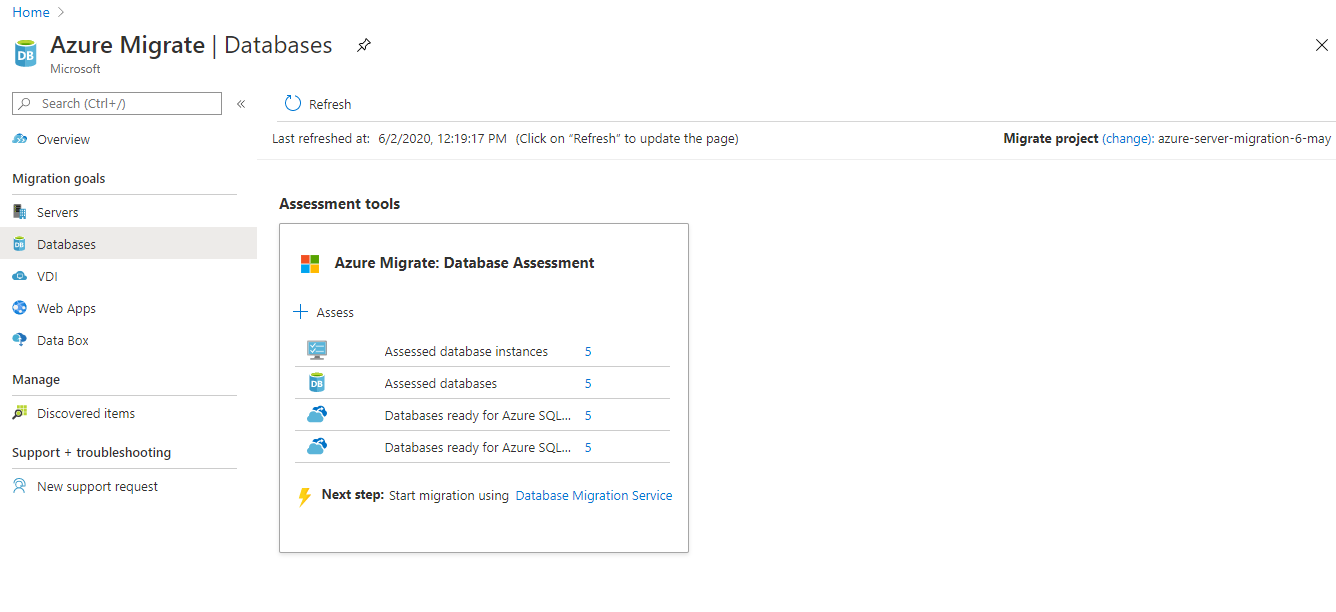 Home
Azure Migrate | Databases
Microsoft
Search (Ctrl+/)
«
Overview
Migration goals
Servers
Databases
VDI
Web Apps
Data Box
Manage
Discovered items
Support + troubleshooting
New support request
Refresh
Last refreshed at: 6/2/2020, 12:19:17 PM (Click on “Refresh” to update the page)
Migrate project (change): azure-server-migration-6-may
Assessment tools
Azure Migrate: Database Assessment
Assess
Assessed database instances 5
Assessed databases 5
Databases ready for Azure SQL... 5
Databases ready for Azure SQL... 5
Next step: Start migration using Database Migration Service